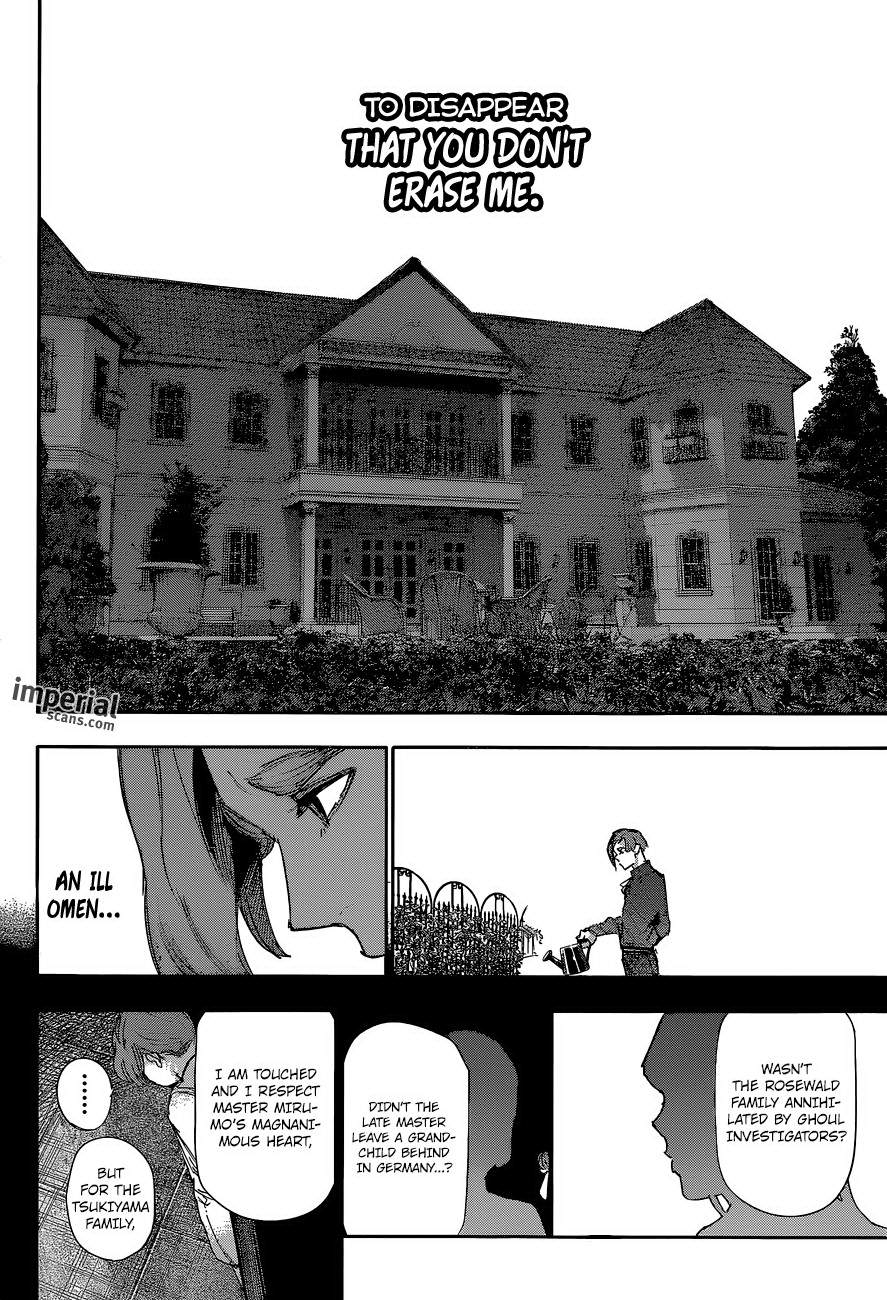 TO DISAPPEAR
THAT YOU DON'T
ERASE ME.
imperial
scans.com
AN ILL
OMEN...
WASN'T
THE ROSEWALD
FAMILY ANNIHI-
LATED BY GHOUL
INVESTIGATORS?
DIDN'T THE
LATE MASTER
LEAVE A GRAND-
CHILD BEHIND
IN GERMANY...?
I AM TOUCHED
AND I RESPECT
MASTER MIRU-
MO'S MAGNANI-
MOUS HEART,
......
BUT
FOR THE
TSUKIYAMA
FAMILY,